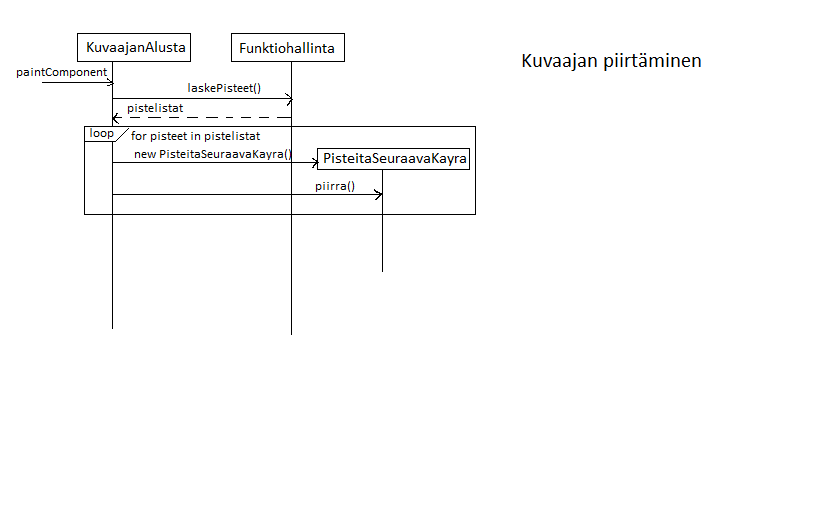 KuvaajanAlusta
Funktiohallinta
Kuvaajan piirtäminen
paintComponent
laskePisteet()
pistelistat
loop
for pisteet in pistelistat
new PisteitaSeuraavaKayra()
PisteitaSeuraavaKayra
piirra()